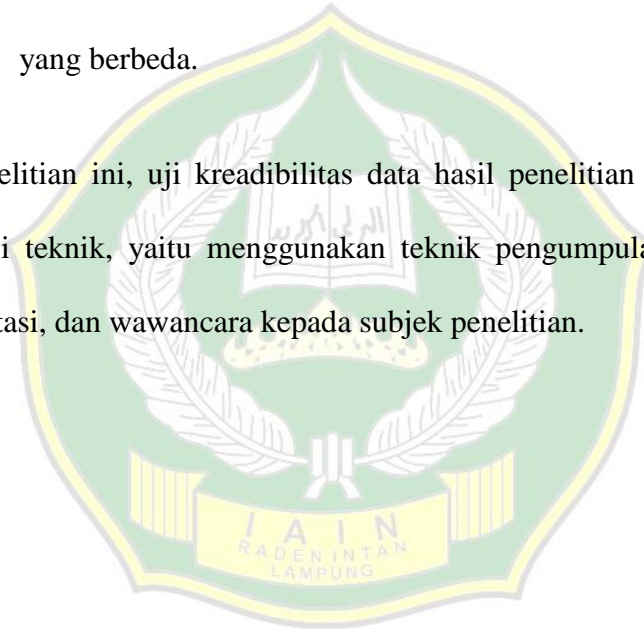 yang berbeda.
elitian ini, uji kreadibilitas data hasil penelitian
i teknik, yaitu menggunakan teknik pengumpula
tasi, dan wawancara kepada subjek penelitian.
I A I N
RADEN INTAN
LAMPUNG